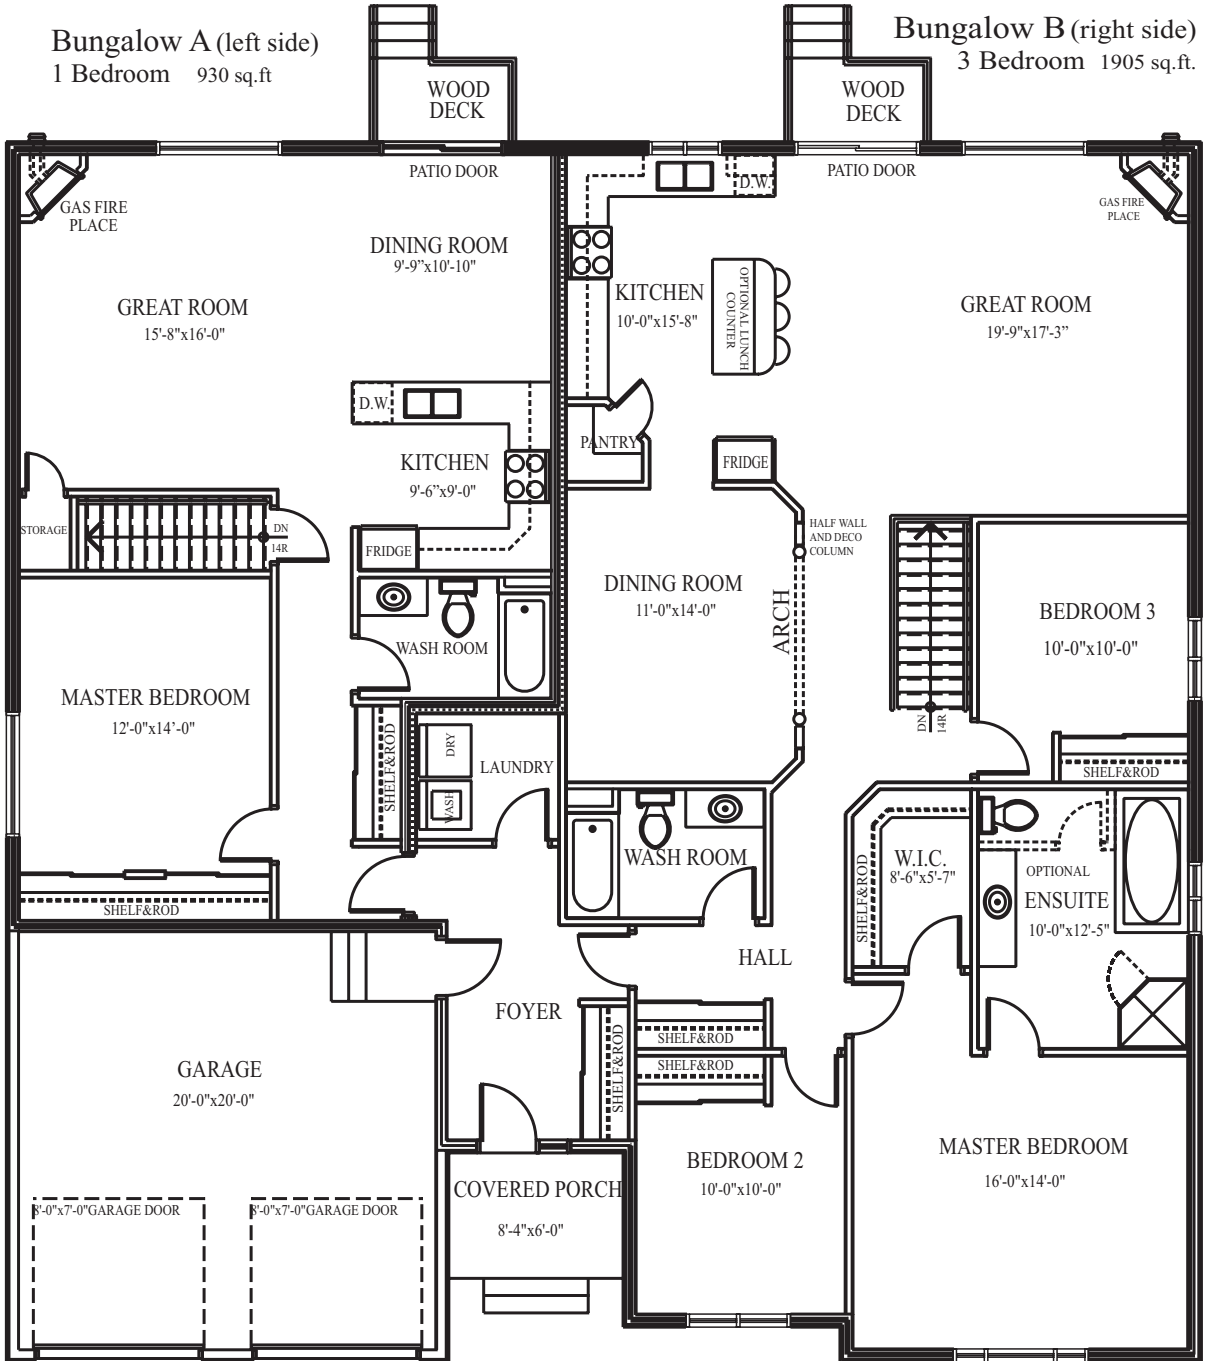 Bungalow A (left side)
1 Bedroom 930 sq.ft
Bungalow B (right side)
3 Bedroom 1905 sq.ft.
WOOD
DECK
WOOD
DECK
PATIO DOOR
PATIO DOOR
D.W.
GAS FIRE
PLACE
GAS FIRE
PLACE
DINING ROOM
9'-9”x10'-10"
GREAT ROOM
15'-8"x16'-0"
KITCHEN
10'-0"x15'-8"
OPTIONAL LUNCH
COUNTER
GREAT ROOM
19'-9"x17'-3”
D.W.
KITCHEN
9'-6”x9'-0"
PANTRY
FRIDGE
STORAGE
DN
14R
FRIDGE
HALF WALL
AND DECO
COLUMN
DINING ROOM
11'-0"x14'-0"
ARCH
BEDROOM 3
10'-0"x10'-0"
WASH ROOM
MASTER BEDROOM
12'-0"x14’-0"
SHELF&ROD
DRY
WASH
LAUNDRY
DN
14R
SHELF&ROD
WASH ROOM
W.I.C.
8'-6"x5'-7"
SHELF&ROD
OPTIONAL
ENSUITE
10'-0"x12'-5"
SHELF&ROD
HALL
FOYER
SHELF&ROD
SHELF&ROD
SHELF&ROD
GARAGE
20'-0"x20'-0"
MASTER BEDROOM
16'-0"x14'-0"
BEDROOM 2
10'-0"x10'-0"
COVERED PORCH
8'-4"x6'-0"
8'-0"x7'-0"GARAGE DOOR
8'-0"x7'-0"GARAGE DOOR